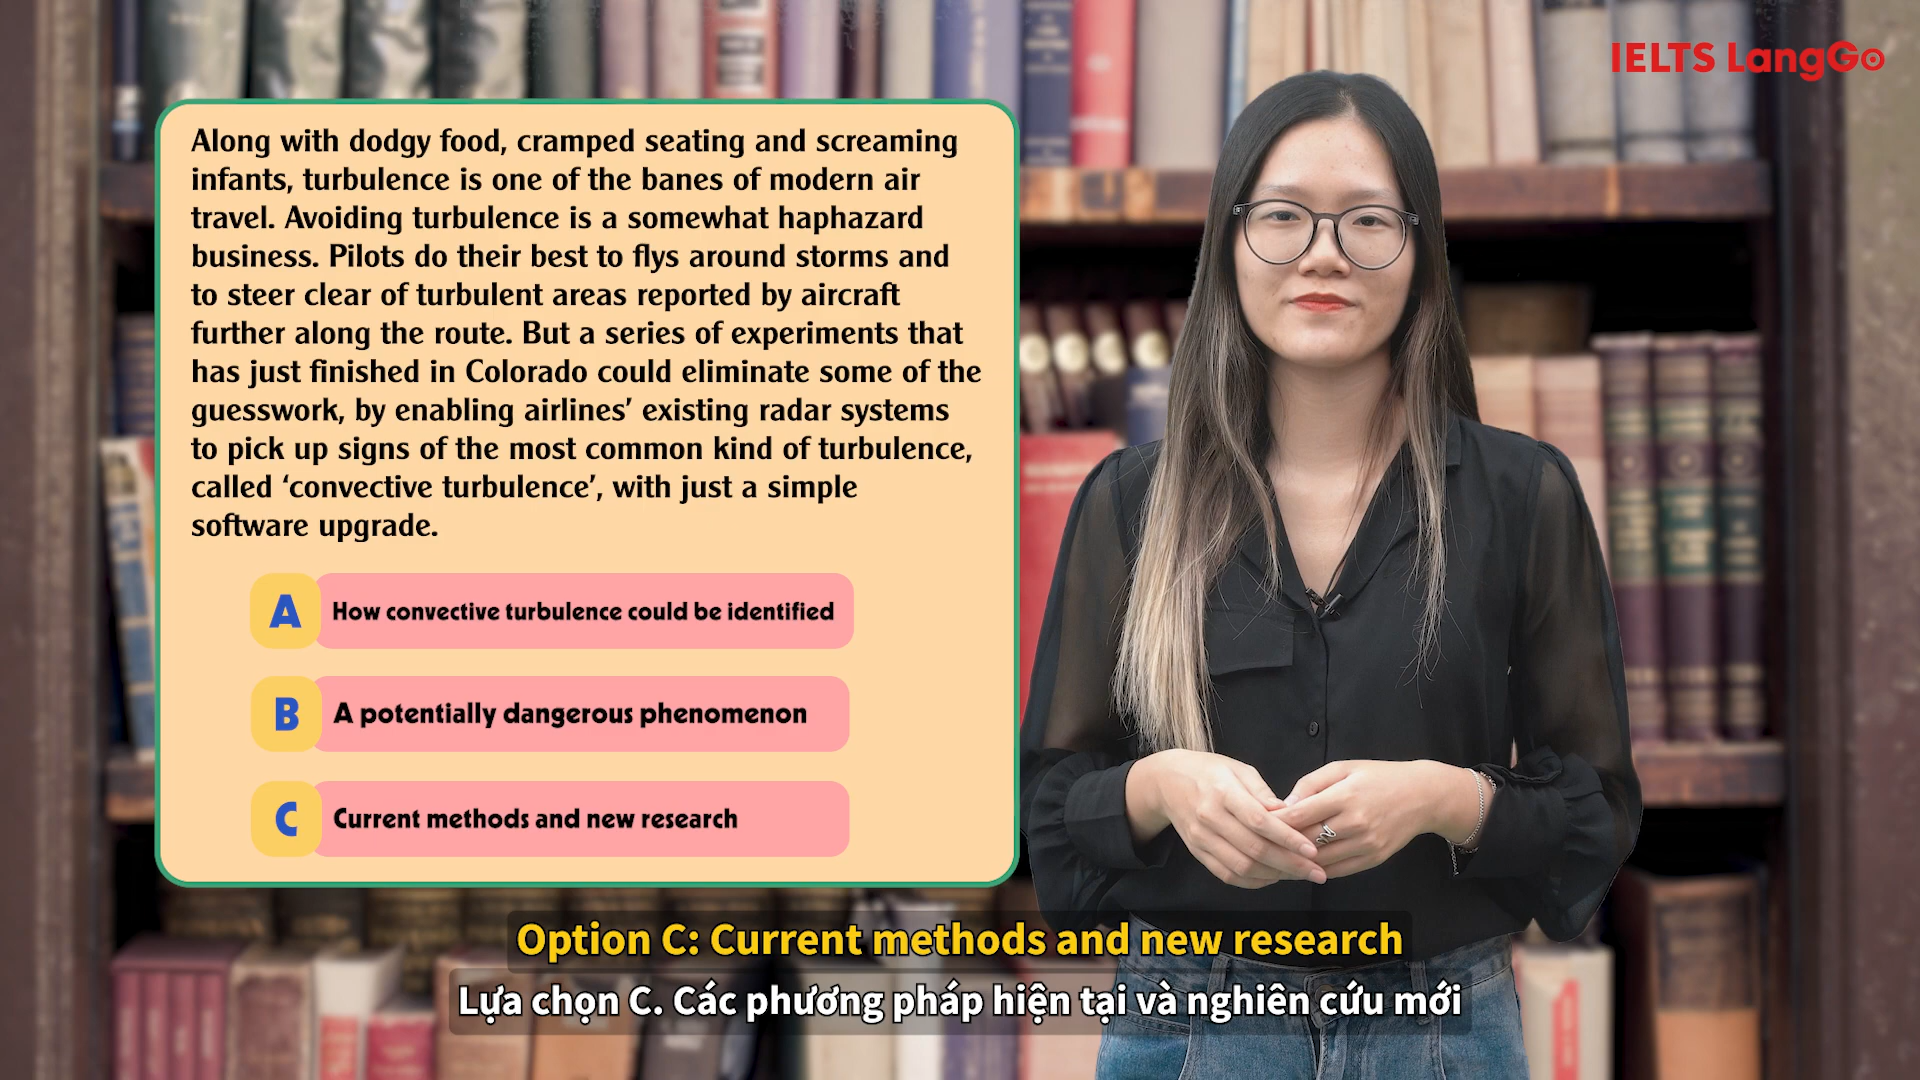 IELTS LangGo
Along with dodgy food, cramped seating and screaming
infants, turbulence is one of the banes of modern air
travel. Avoiding turbulence is a somewhat haphazard
business. Pilots do their best to flys around storms and
to steer clear of turbulent areas reported by aircraft
further along the route. But a series of experiments that
has just finished in Colorado could eliminate some of the
guesswork, by enabling airlines' existing radar systems
to pick up signs of the most common kind of turbulence,
called 'convective turbulence', with just a simple
software upgrade.
A How convective turbulence could be identified
B A potentially dangerous phenomenon
C Current methods and new research
Option C: Current methods and new research
Lựa chọn C. Các phương pháp hiện tại và nghiên cứu mới